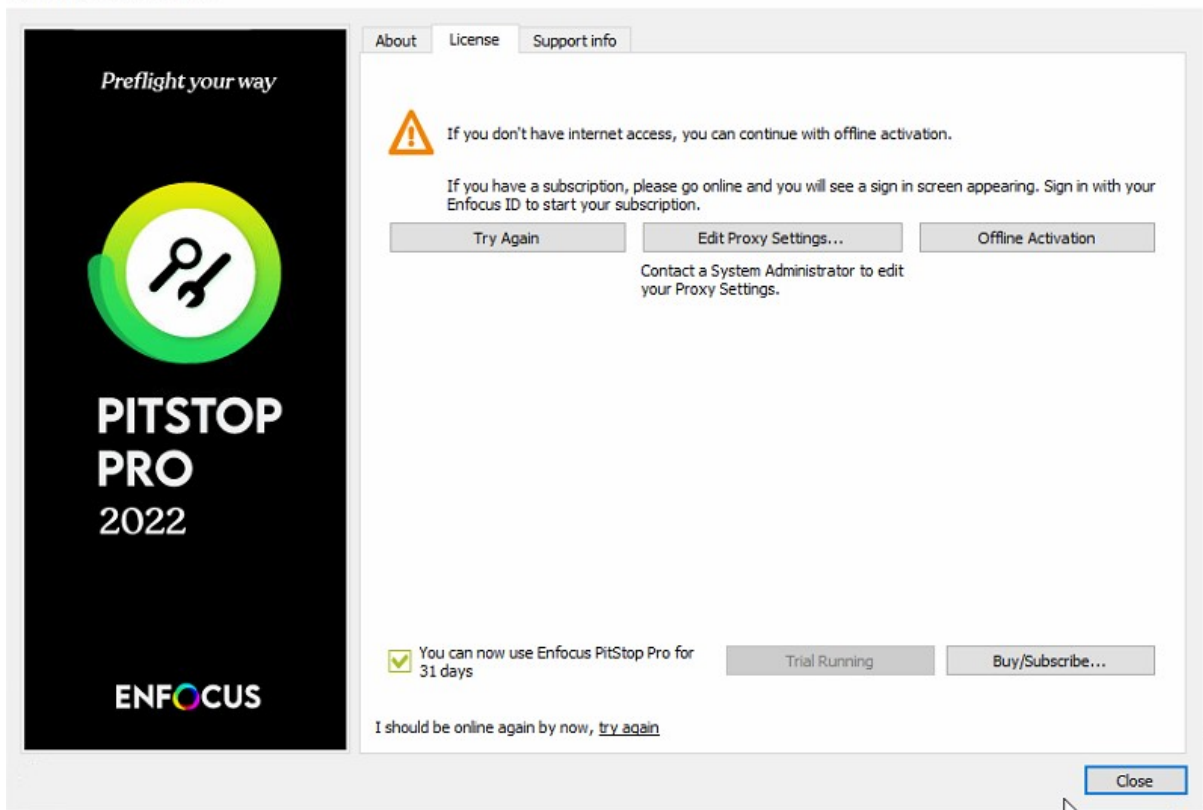 Preflight your way
PITSTOP
PRO
2022
ENFOCUS
About License Support info
If you don't have internet access, you can continue with offline activation.
If you have a subscription, please go online and you will see a sign in screen appearing. Sign in with your
Enfocus ID to start your subscription.
Try Again Edit Proxy Settings... Offline Activation
Contact a System Administrator to edit
your Proxy Settings.
You can now use Enfocus PitStop Pro for
31 days
Trial Running Buy/Subscribe...
I should be online again by now, try again
Close